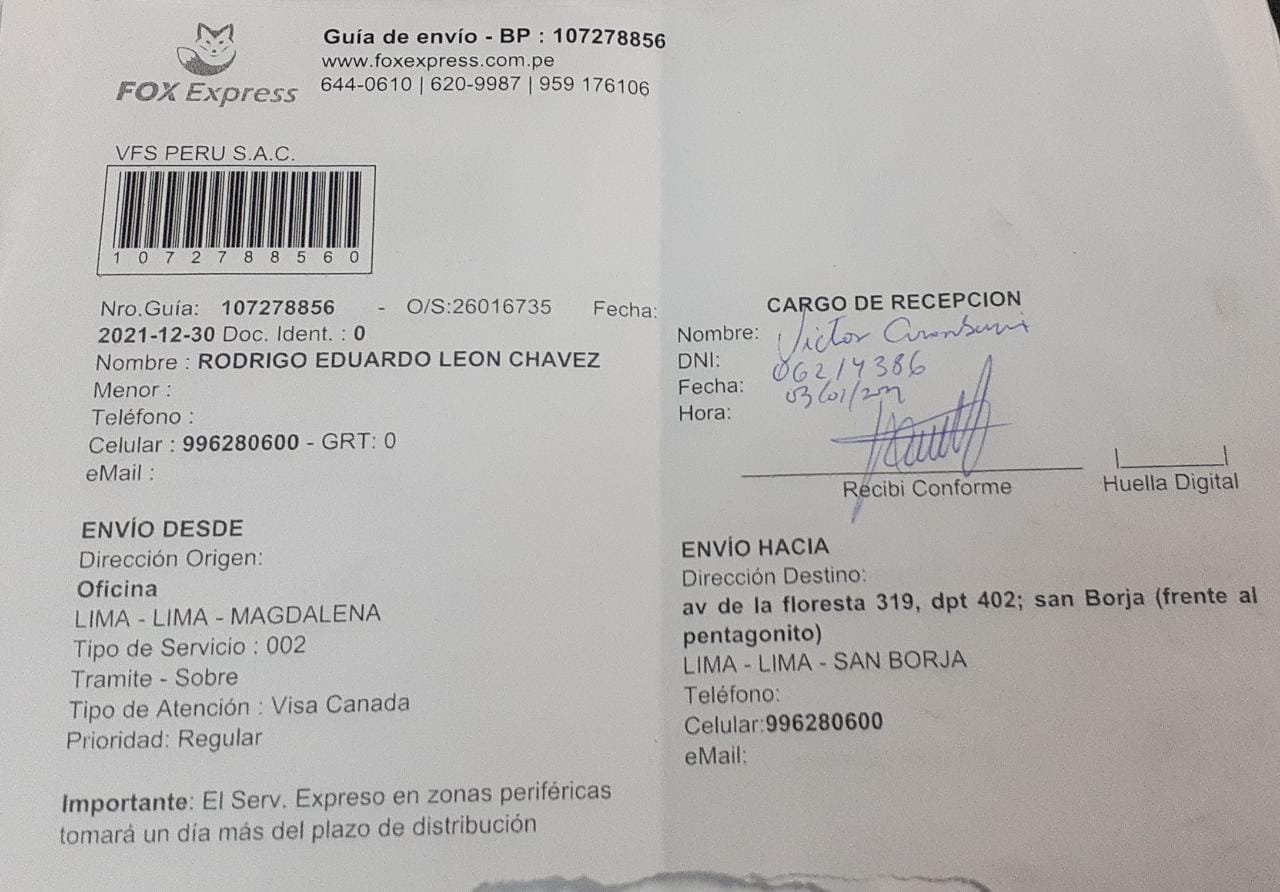 FOX Express
Guía de envío - BP : 107278856
www.foxexpress.com.pe
644-0610 | 620-9987 | 959 176106
VFS PERU S.A.C.
1 0 7 2 7 8 8 5 6 0
Nro.Guía: 107278856 - O/S:26016735 Fecha:
2021-12-30 Doc. Ident. : 0
Nombre : RODRIGO EDUARDO LEON CHAVEZ
Menor :
Teléfono :
Celular : 996280600 - GRT: 0
eMail :
ENVÍO DESDE
Dirección Origen:
Oficina
LIMA - LIMA - MAGDALENA
Tipo de Servicio : 002
Tramite - Sobre
Tipo de Atención : Visa Canada
Prioridad: Regular
Importante: El Serv. Expreso en zonas periféricas
tomará un día más del plazo de distribución
CARGO DE RECEPCION
Nombre: Victor
DNI: 06214386
Fecha:
Hora:
Recibi Conforme
Huella Digital
ENVÍO HACIA
Dirección Destino:
av de la floresta 319, dpt 402; san Borja (frente al
pentagonito)
LIMA - LIMA - SAN BORJA
Teléfono:
Celular:996280600
eMail: